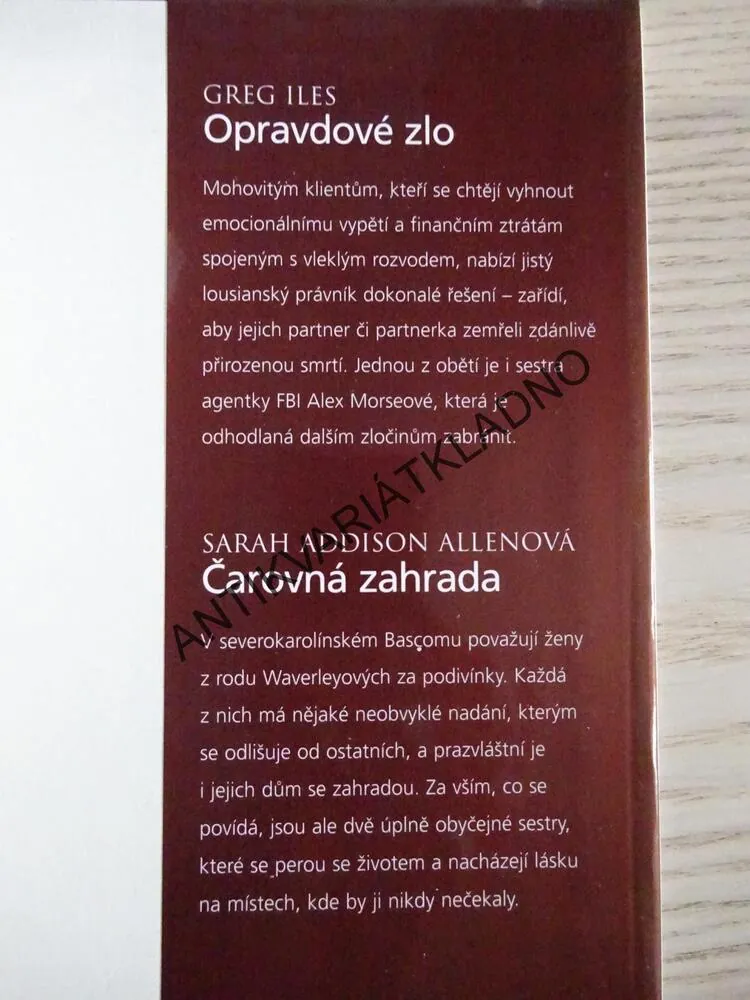 GREG ILES
Opravdové zlo
Mohovitým klientům, kteří se chtějí vyhnout
emocionálnímu vypětí a finančním ztrátám
spojeným s vleklým rozvodem, nabízí jistý
lousianský právník dokonalé řešení – zařídí,
aby jejich partner či partnerka zemřeli zdánlivě
přirozenou smrtí. Jednou z obětí je i sestra
agentky FBI Alex Morseové, která je
odhodlaná dalším zločinům zabránit.
ANTIKVARIÁTKLADNO
SARAH ADDISON ALLENOVÁ
Čarovná zahrada
V severokarolínském Bascomu považují ženy
z rodu Waverleyových za podivínky. Každá
z nich má nějaké neobvyklé nadání, kterým
se odlišuje od ostatních, a prazvláštní je
i jejich dům se zahradou. Za vším, co se
povídá, jsou ale dvě úplně obyčejné sestry,
které se perou se životem a nacházejí lásku
na místech, kde by ji nikdy nečekaly.